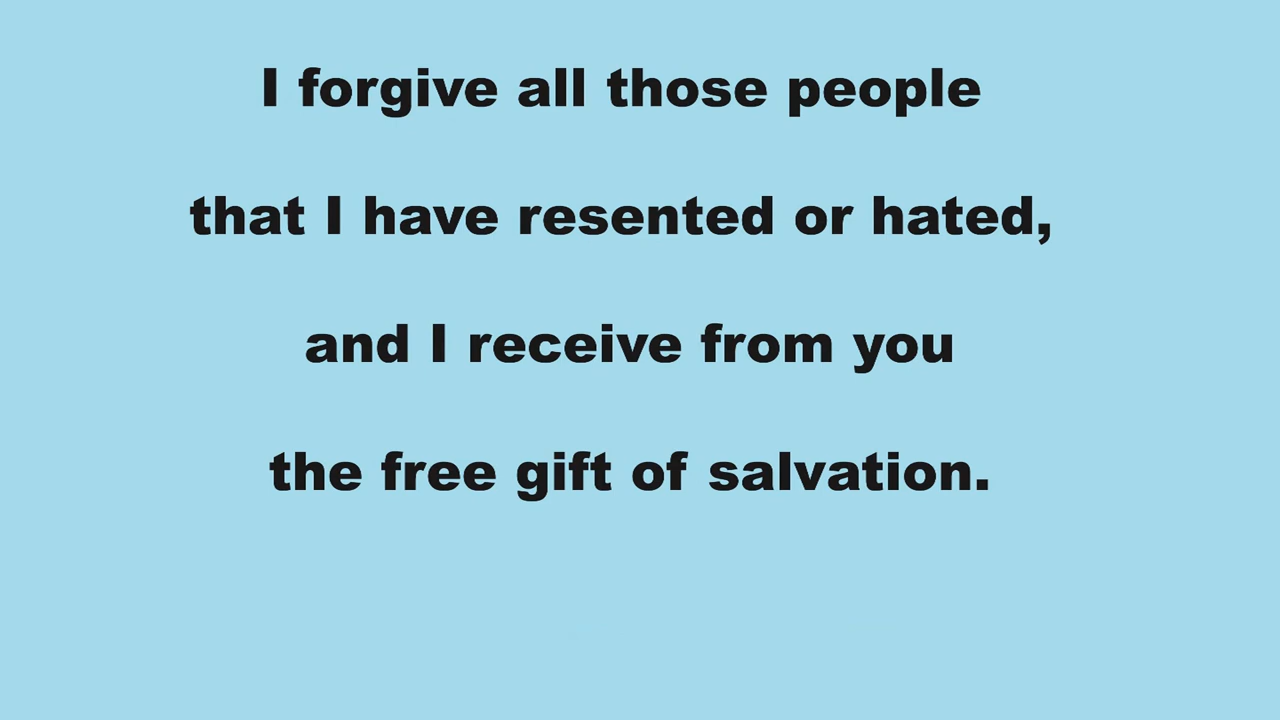 I forgive all those people
that I have resented or hated,
and I receive from you
the free gift of salvation.